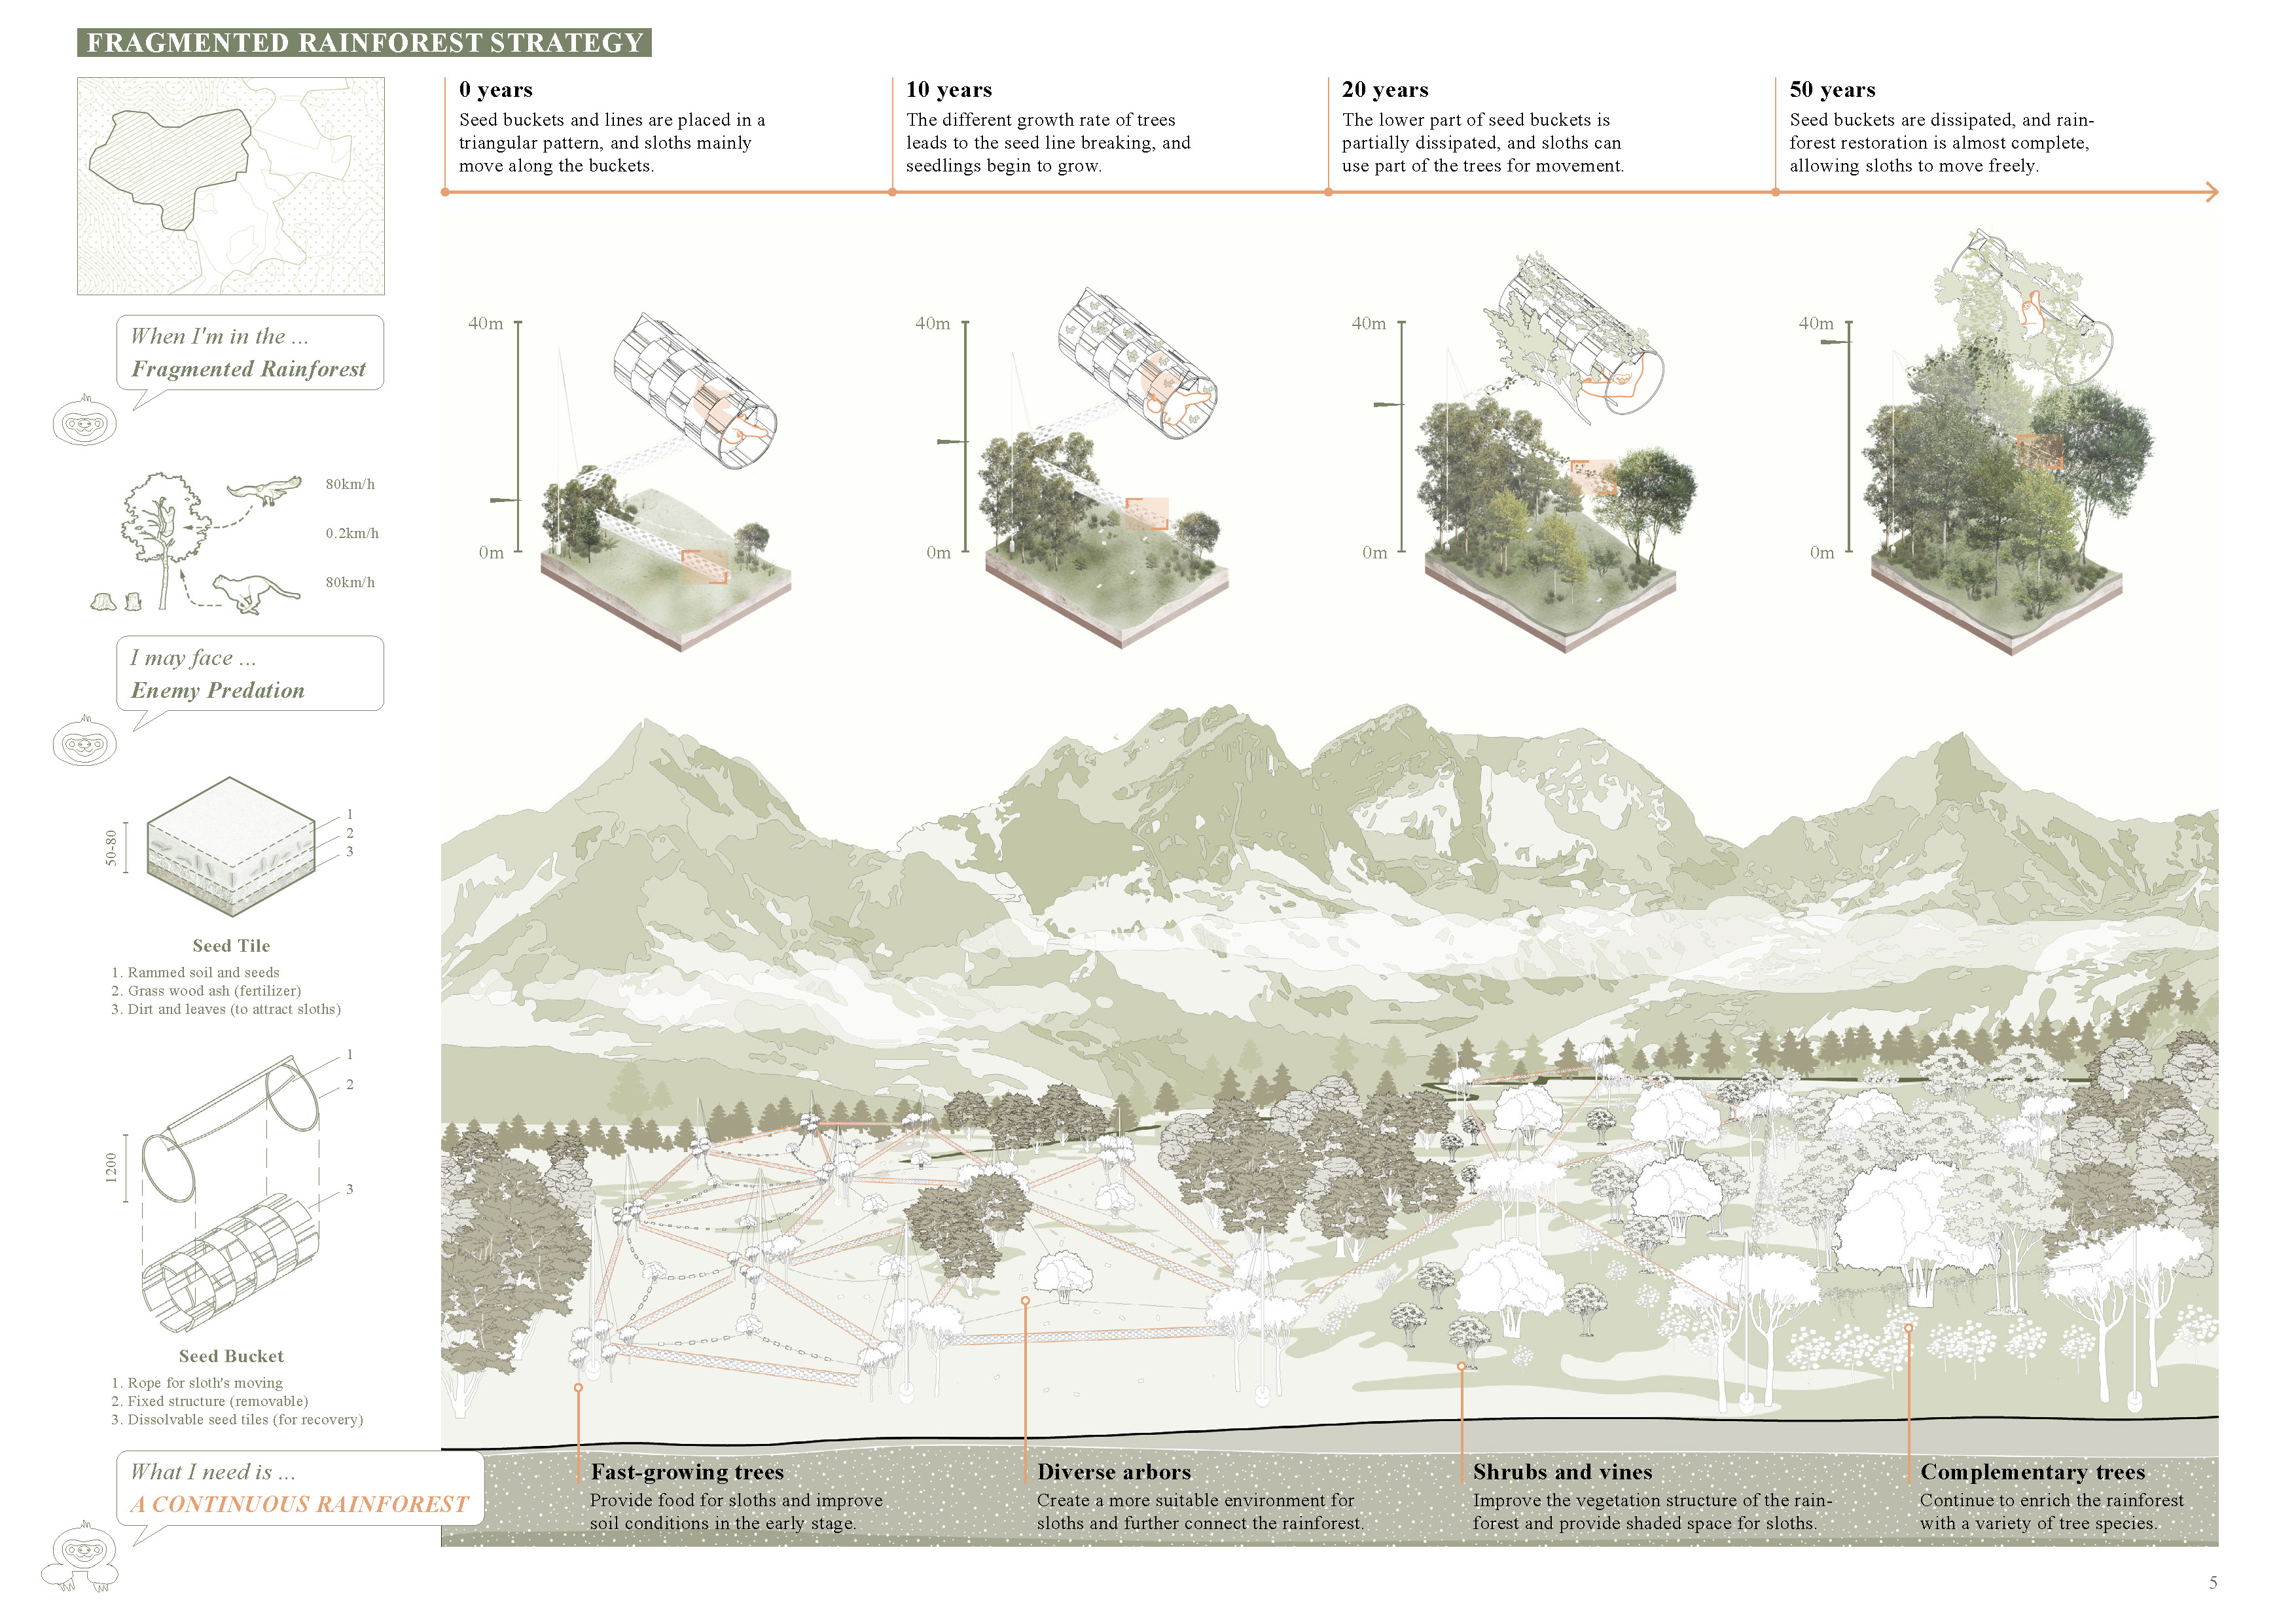 FRAGMENTED RAINFOREST STRATEGY
When I'm in the ...
Fragmented Rainforest
80km/h
0.2km/h
80km/h
I may face ...
Enemy Predation
50-80
1
2
3
Seed Tile
1. Rammed soil and seeds
2. Grass wood ash (fertilizer)
3. Dirt and leaves (to attract sloths)
1
2
1200
3
Seed Bucket
1. Rope for sloth's moving
2. Fixed structure (removable)
3. Dissolvable seed tiles (for recovery)
What I need is ...
A CONTINUOUS RAINFOREST
0 years
Seed buckets and lines are placed in a
triangular pattern, and sloths mainly
move along the buckets.
10 years
The different growth rate of trees
leads to the seed line breaking, and
seedlings begin to grow.
20 years
The lower part of seed buckets is
partially dissipated, and sloths can
use part of the trees for movement.
50 years
Seed buckets are dissipated, and rain-
forest restoration is almost complete,
allowing sloths to move freely.
40m
0m
40m
0m
40m
0m
40m
0m
Fast-growing trees
Provide food for sloths and improve
soil conditions in the early stage.
Diverse arbors
Create a more suitable environment for
sloths and further connect the rainforest.
Shrubs and vines
Improve the vegetation structure of the rain-
forest and provide shaded space for sloths.
Complementary trees
Continue to enrich the rainforest
with a variety of tree species.
5